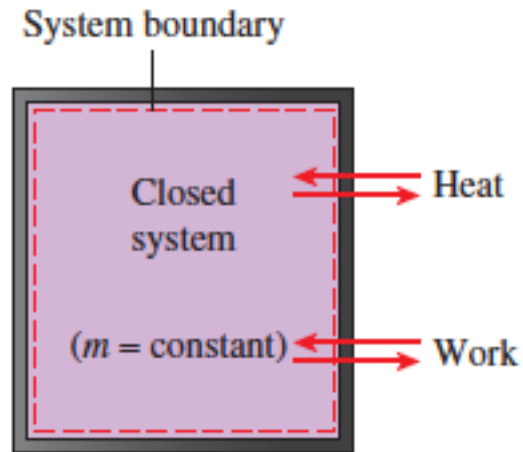 System boundary
Closed
system
Heat
(m = constant)
Work